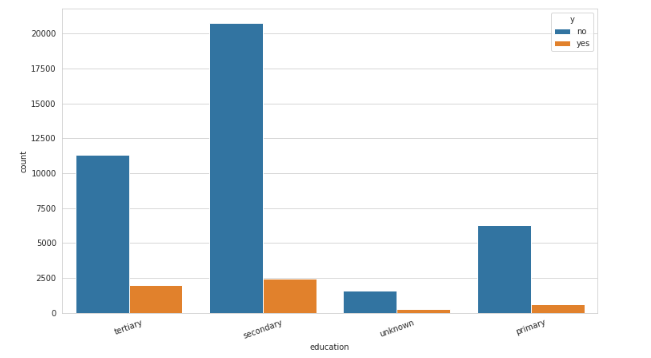 y
no
yes
20000
17500
15000
12500
10000
7500
5000
2500
0
count
tertiary
secondary
unknown
primary
education